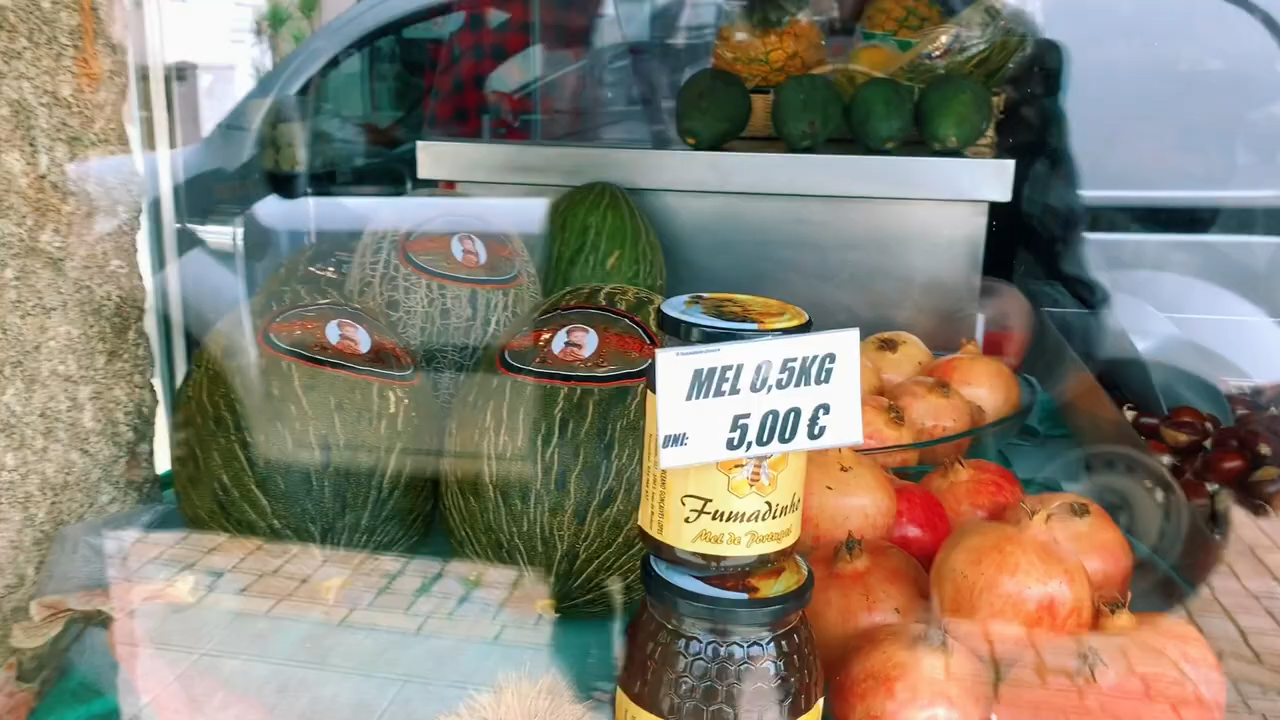 MEL 0,5KG
UNI: 5,00 €
Fumadinho
Mel de Portugal